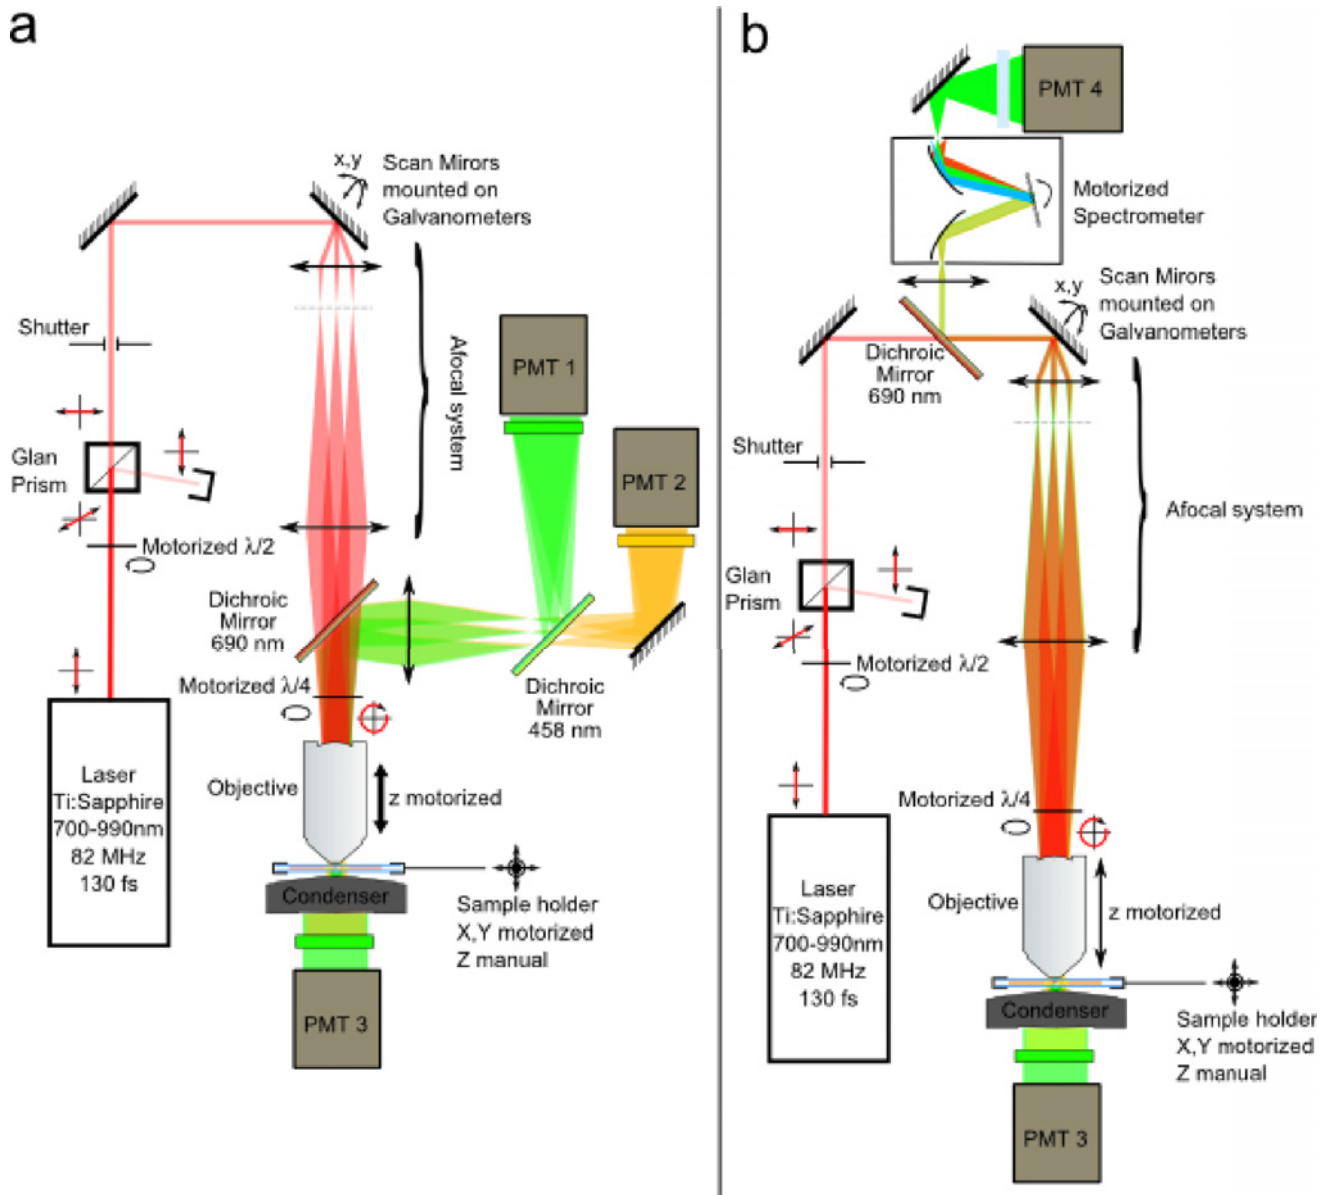 a
x,y
Scan Mirors
mounted on
Galvanometers
Shutter
Afocal system
PMT 1
PMT 2
Glan
Prism
Motorized λ/2
Dichroic
Mirror
690 nm
Motorized λ/4
Dichroic
Mirror
458 nm
Laser
Ti:Sapphire
700-990nm
82 MHz
130 fs
Objective
z motorized
Condenser
Sample holder
X,Y motorized
Z manual
PMT 3
b
PMT 4
Motorized
Spectrometer
x,y
Scan Mirors
mounted on
Galvanometers
Dichroic
Mirror
690 nm
Shutter
Afocal system
Glan
Prism
Motorized λ/2
Motorized λ/4
Laser
Ti:Sapphire
700-990nm
82 MHz
130 fs
Objective
z motorized
Condenser
Sample holder
X,Y motorized
Z manual
PMT 3